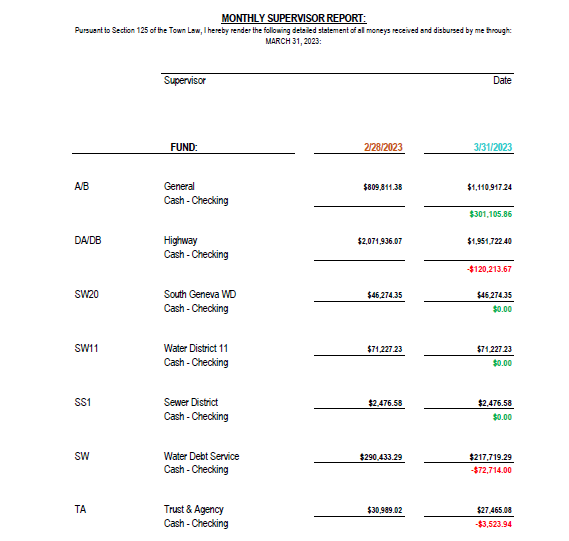 MONTHLY SUPERVISOR REPORT:
Pursuant to Section 125 of the Town Law, I hereby render the following detailed statement of all moneys received and disbursed by me through:
MARCH 31, 2023:
Supervisor Date
FUND: 2/28/2023 3/31/2023
A/B General $809,811.38 $1,110,917.24
Cash - Checking
$301,105.86
DA/DB Highway $2,071,936.07 $1,951,722.40
Cash - Checking
-$120,213.67
SW20 South Geneva WD $46,274.35 $46,274.35
Cash - Checking $0.00
SW11 Water District 11 $71,227.23 $71,227.23
Cash - Checking $0.00
SS1 Sewer District $2,476.58 $2,476.58
Cash - Checking $0.00
SW Water Debt Service $290,433.29 $217,719.29
Cash - Checking -$72,714.00
TA Trust & Agency $30,989.02 $27,465.08
Cash - Checking -$3,523.94